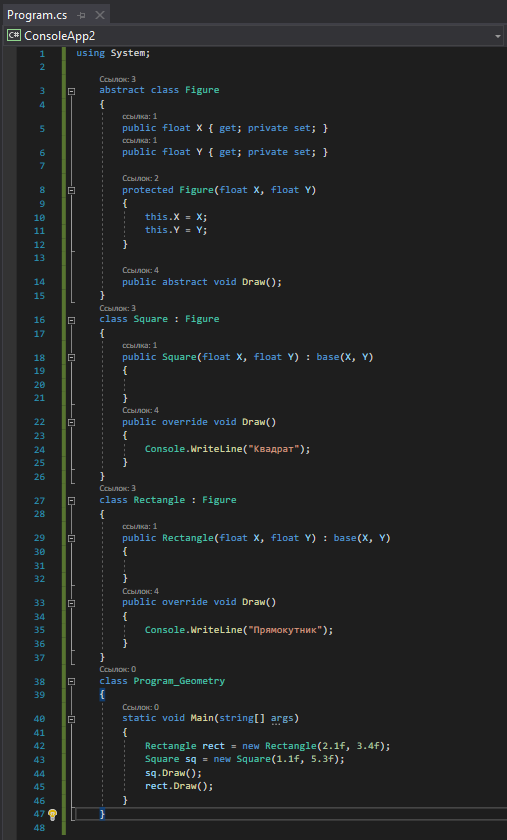 Program.cs
C# ConsoleApp2
1 using System;
2
Ссылок: 3
3 abstract class Figure
4 {
ссылка: 1
5 public float X { get; private set; }
ссылка: 1
6 public float Y { get; private set; }
7
Ссылок: 2
8 protected Figure(float X, float Y)
9 {
10 this.X = X;
11 this.Y = Y;
12 }
13
Ссылок: 4
14 public abstract void Draw();
15 }
Ссылок: 3
16 class Square : Figure
17 {
ссылка: 1
18 public Square(float X, float Y) : base(X, Y)
19 {
20
21 }
Ссылок: 4
22 public override void Draw()
23 {
24 Console.WriteLine("Квадрат");
25 }
26 }
Ссылок: 3
27 class Rectangle : Figure
28 {
ссылка: 1
29 public Rectangle(float X, float Y) : base(X, Y)
30 {
31
32 }
Ссылок: 4
33 public override void Draw()
34 {
35 Console.WriteLine("Прямокутник");
36 }
37 }
Ссылок: 0
38 class Program_Geometry
39 {
Ссылок: 0
40 static void Main(string[] args)
41 {
42 Rectangle rect = new Rectangle(2.1f, 3.4f);
43 Square sq = new Square(1.1f, 5.3f);
44 sq.Draw();
45 rect.Draw();
46 }
47 }
48